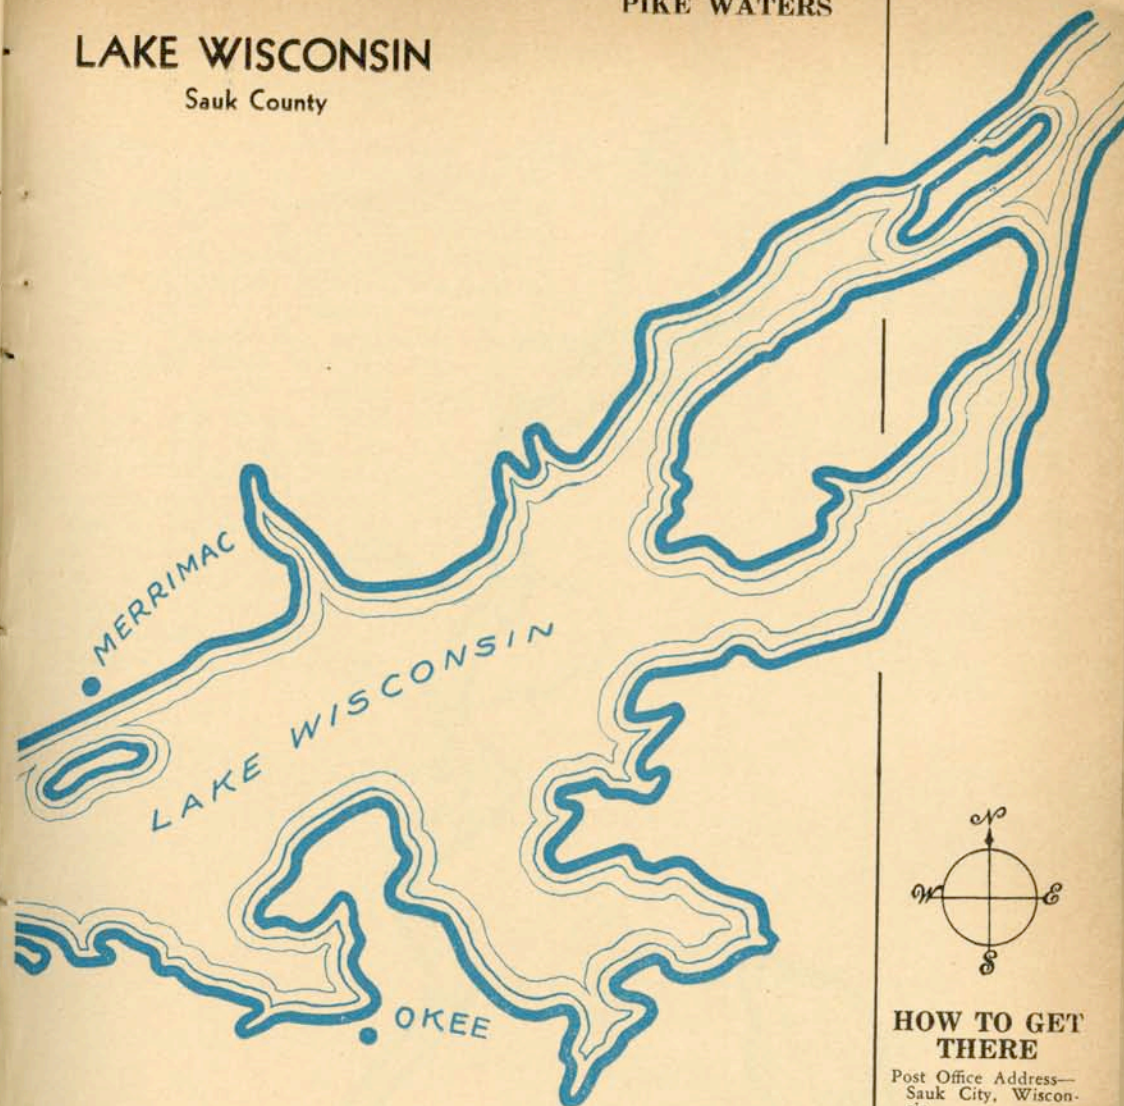 PIKE WATERS
LAKE WISCONSIN
Sauk County
MERRIMAC
LAKE WISCONSIN
OKEE
N
W
E
S
HOW TO GET
THERE
Post Office Address—
Sauk City, Wiscon-